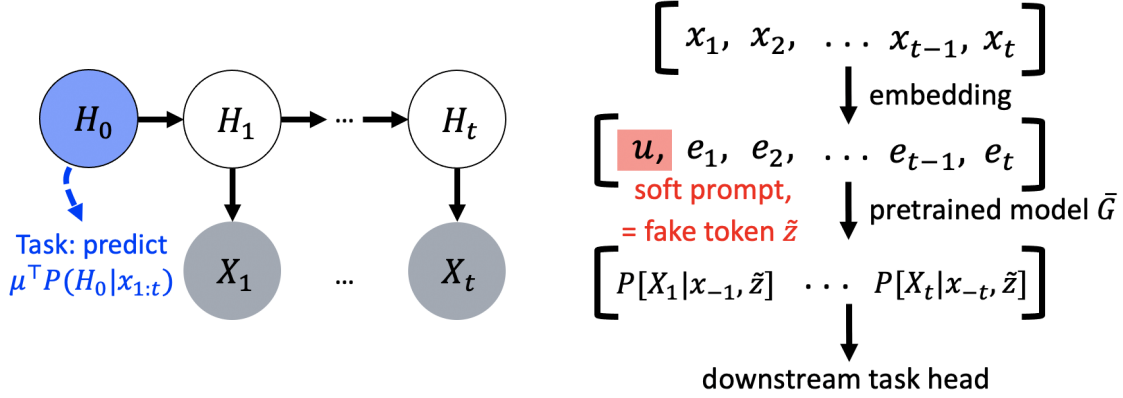 H₀ H₁ ... Hₜ
Task: predict
μ⊤P(H₀|x₁:ₜ)
X₁ ... Xₜ
[x₁, x₂, ... xₜ₋₁, xₜ]
embedding
[u, e₁, e₂, ... eₜ₋₁, eₜ]
soft prompt,
= fake token z̃
pretrained model Ḡ
[P[X₁|x₋₁, z̃] ... P[Xₜ|x₋ₜ, z̃]]
downstream task head